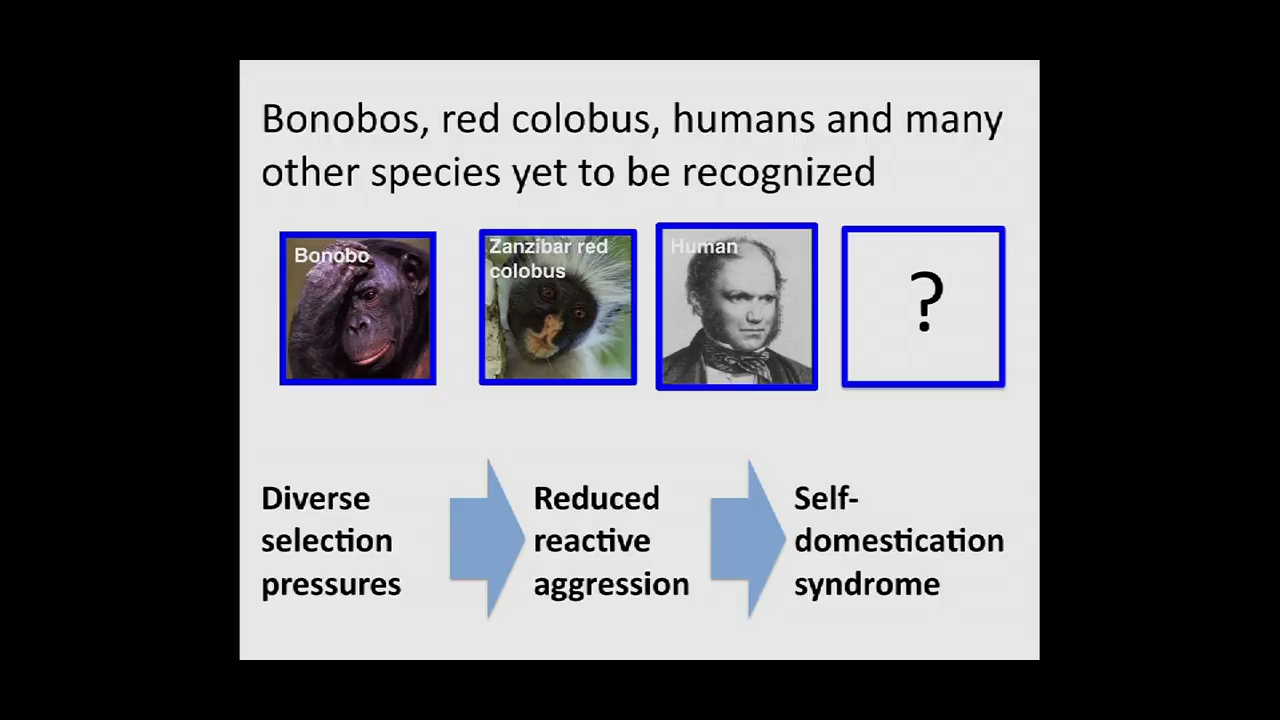 Bonobos, red colobus, humans and many
other species yet to be recognized
Bonobo
Zanzibar red
colobus
Human
?
Diverse
selection
pressures
Reduced
reactive
aggression
Self-
domestication
syndrome